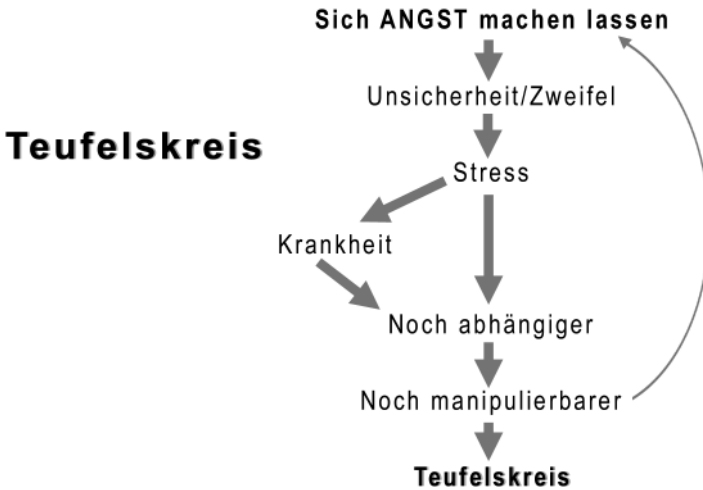 Sich ANGST machen lassen
Unsicherheit/Zweifel
Teufelskreis
Stress
Krankheit
Noch abhängiger
Noch manipulierbarer
Teufelskreis